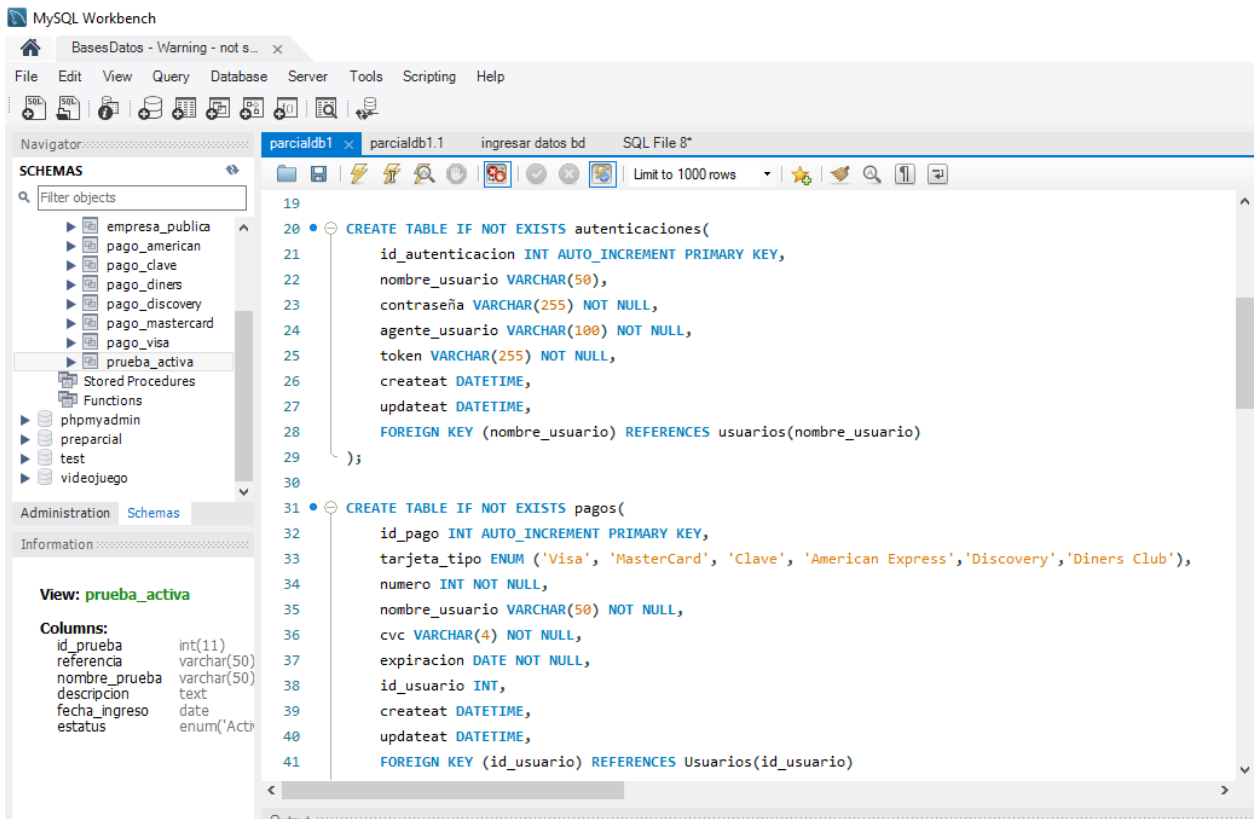 MySQL Workbench
BasesDatos - Warning - not s...
File Edit View Query Database Server Tools Scripting Help
Navigator
SCHEMAS
Filter objects
empresa_publica
pago_american
pago_clave
pago_diners
pago_discovery
pago_mastercard
pago_visa
prueba_activa
Stored Procedures
Functions
phpmyadmin
preparcial
test
videojuego
Administration Schemas
Information
View: prueba_activa
Columns:
id_prueba int(11)
referencia varchar(50)
nombre_prueba varchar(50)
descripcion text
fecha_ingreso date
estatus enum('Activ
parcialdb1 parcialdb1.1 ingresar datos bd SQL File 8*
Limit to 1000 rows
19
20 CREATE TABLE IF NOT EXISTS autenticaciones(
21 id_autenticacion INT AUTO_INCREMENT PRIMARY KEY,
22 nombre_usuario VARCHAR(50),
23 contraseña VARCHAR(255) NOT NULL,
24 agente_usuario VARCHAR(100) NOT NULL,
25 token VARCHAR(255) NOT NULL,
26 createat DATETIME,
27 updateat DATETIME,
28 FOREIGN KEY (nombre_usuario) REFERENCES usuarios(nombre_usuario)
29 );
30
31 CREATE TABLE IF NOT EXISTS pagos(
32 id_pago INT AUTO_INCREMENT PRIMARY KEY,
33 tarjeta_tipo ENUM ('Visa', 'MasterCard', 'Clave', 'American Express','Discovery','Diners Club'),
34 numero INT NOT NULL,
35 nombre_usuario VARCHAR(50) NOT NULL,
36 cvc VARCHAR(4) NOT NULL,
37 expiracion DATE NOT NULL,
38 id_usuario INT,
39 createat DATETIME,
40 updateat DATETIME,
41 FOREIGN KEY (id_usuario) REFERENCES Usuarios(id_usuario)